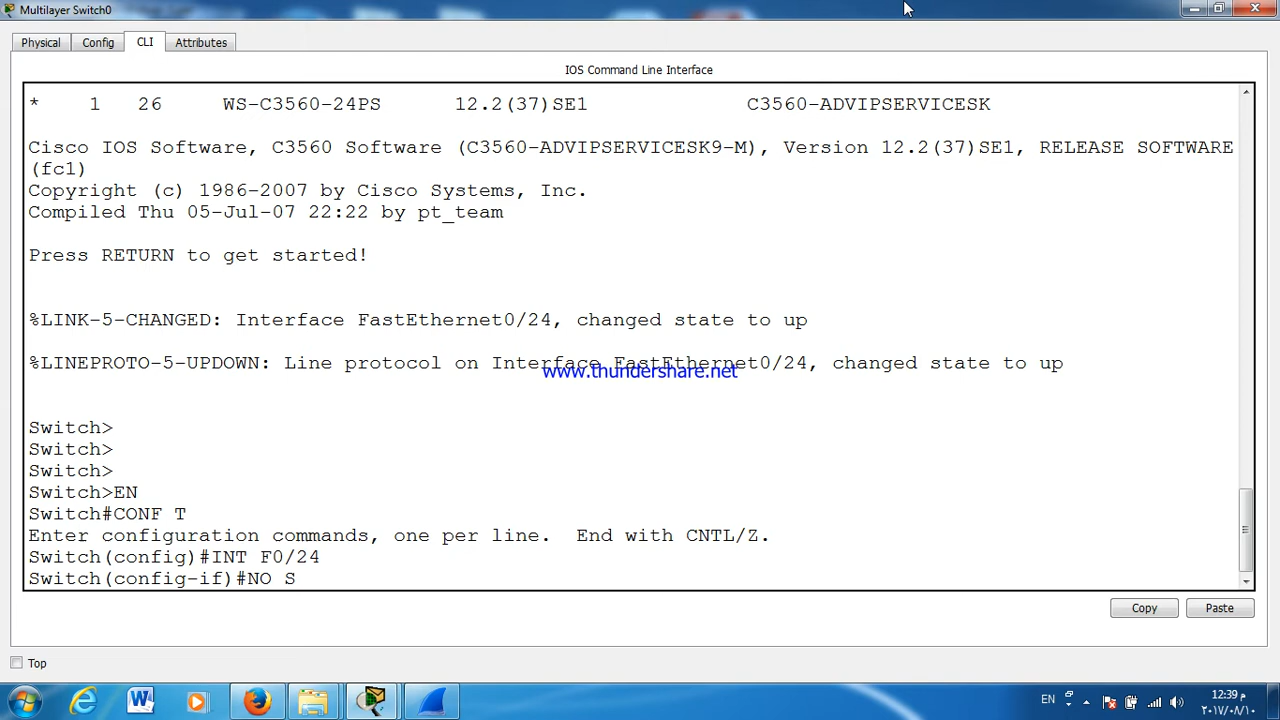 Multilayer Switch0
Physical Config CLI Attributes
IOS Command Line Interface
* 1 26 WS-C3560-24PS 12.2(37)SE1 C3560-ADVIPSERVICESK
Cisco IOS Software, C3560 Software (C3560-ADVIPSERVICESK9-M), Version 12.2(37)SE1, RELEASE SOFTWARE
(fc1)
Copyright (c) 1986-2007 by Cisco Systems, Inc.
Compiled Thu 05-Jul-07 22:22 by pt_team
Press RETURN to get started!
%LINK-5-CHANGED: Interface FastEthernet0/24, changed state to up
%LINEPROTO-5-UPDOWN: Line protocol on Interface FastEthernet0/24, changed state to up
www.thundershare.net
Switch>
Switch>
Switch>
Switch>EN
Switch#CONF T
Enter configuration commands, one per line. End with CNTL/Z.
Switch(config)#INT F0/24
Switch(config-if)#NO S
Copy Paste
Top
EN
12:39 م
٢٠١٧/٠٨/١٠